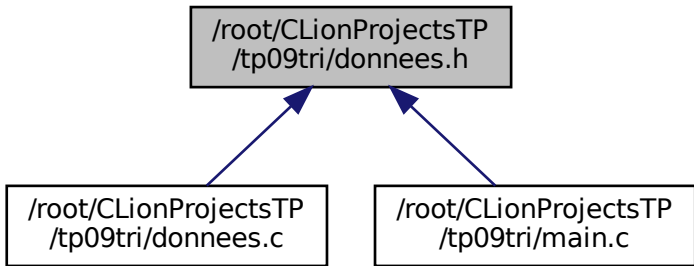 /root/CLionProjectsTP
/tp09tri/donnees.h
/root/CLionProjectsTP
/tp09tri/donnees.c
/root/CLionProjectsTP
/tp09tri/main.c